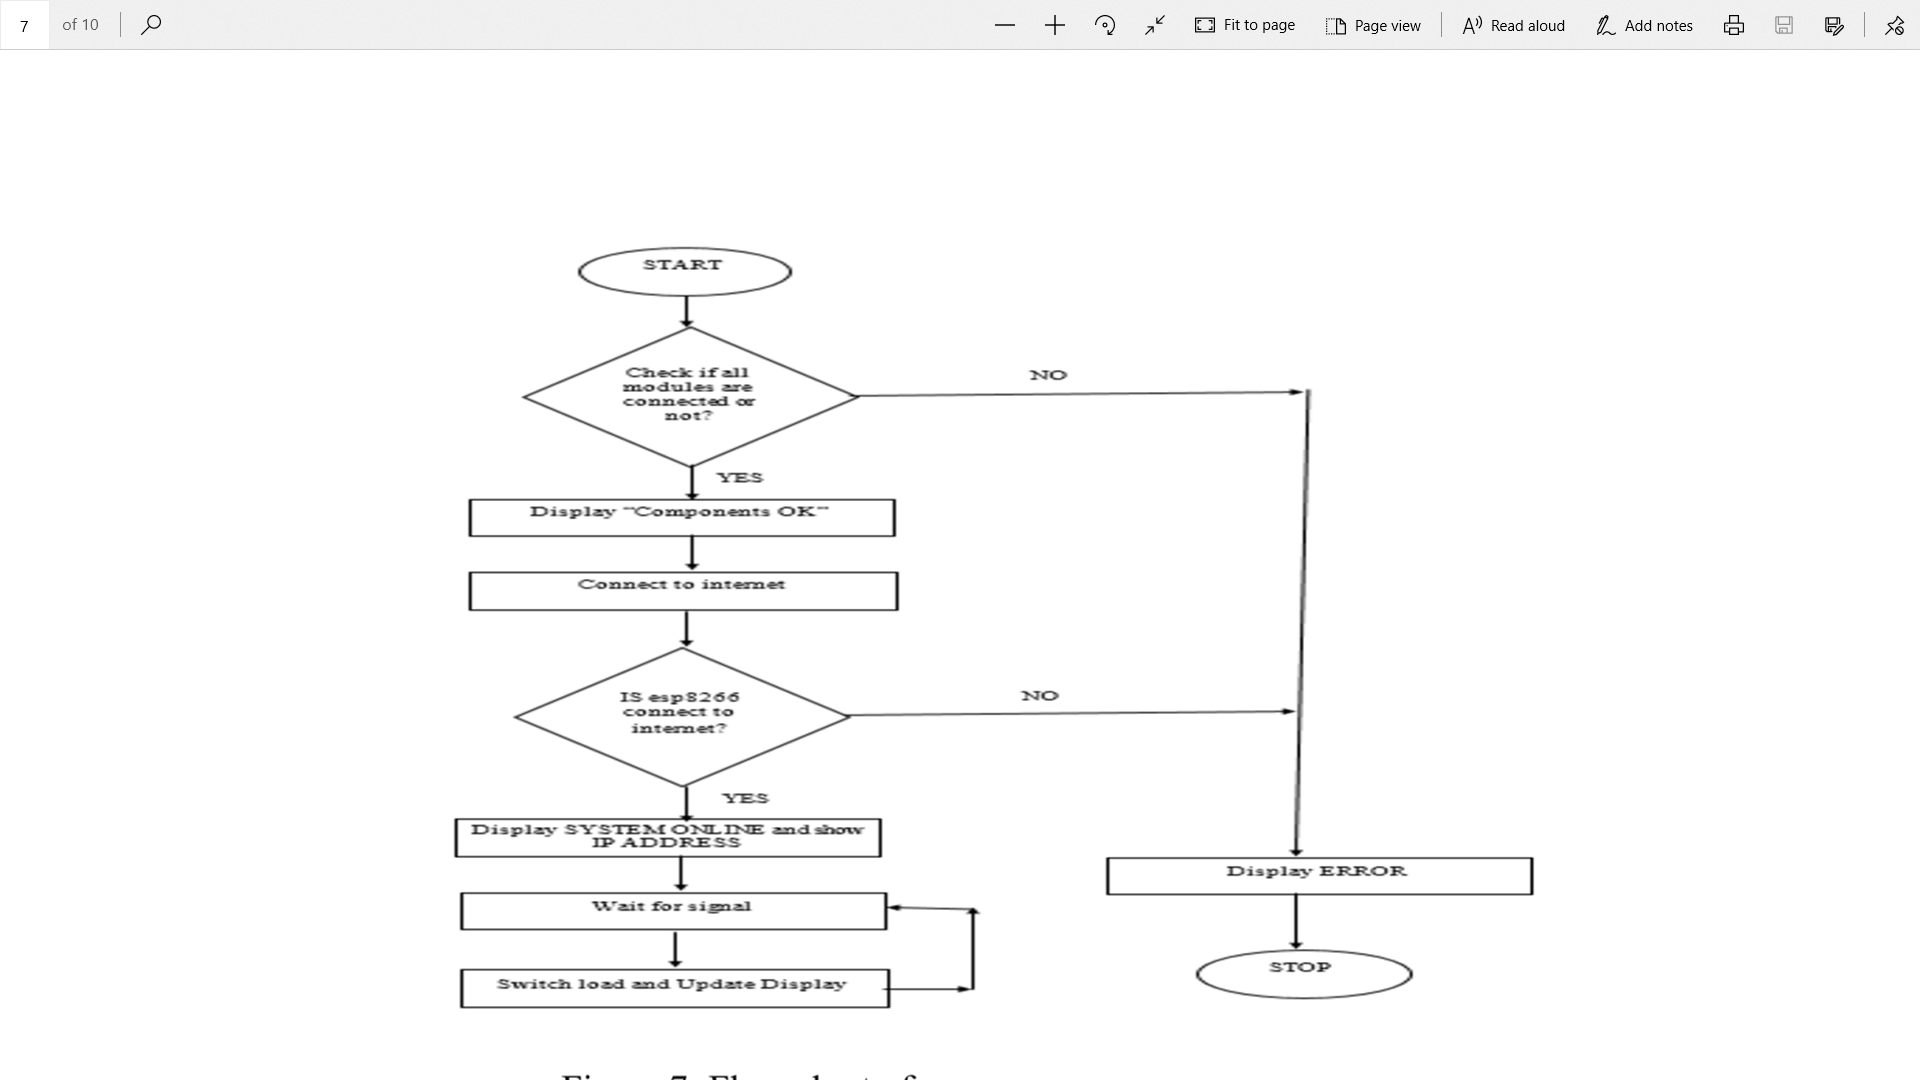 7 of 10 Fit to page Page view Read aloud Add notes
START
Check if all
modules are
connected or
not?
NO
YES
Display "Components OK"
Connect to internet
IS esp8266
connect to
internet?
NO
YES
Display SYSTEM ONLINE and show
IP ADDRESS
Wait for signal
Switch load and Update Display
Display ERROR
STOP